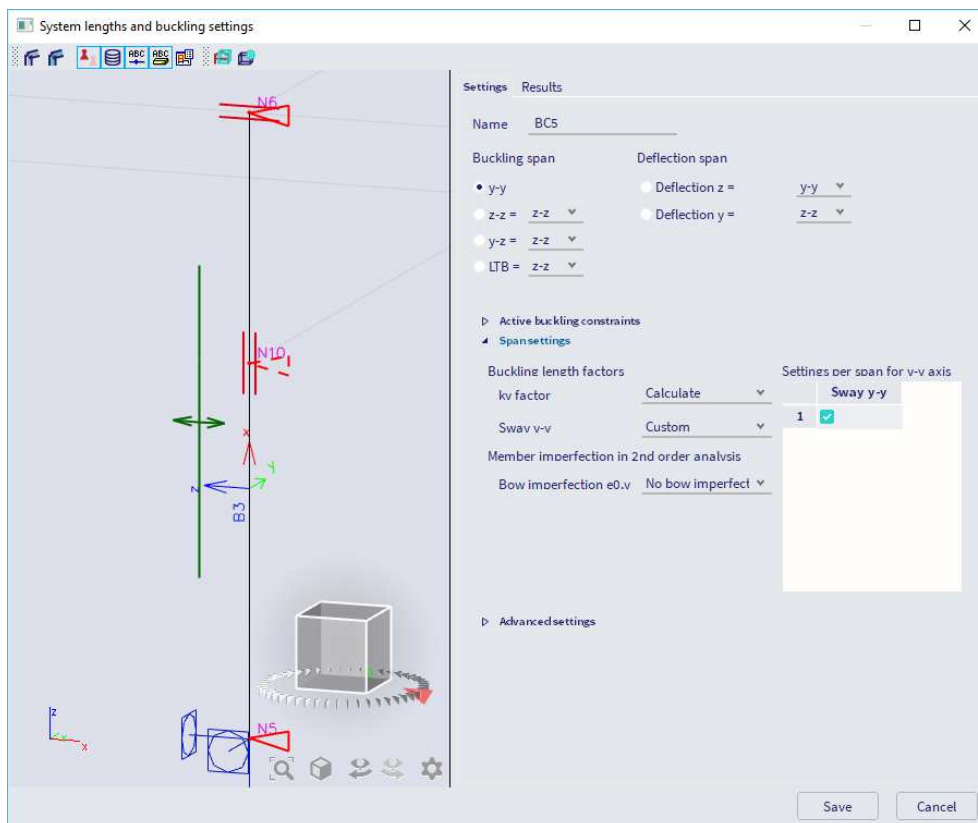 System lengths and buckling settings
ABC ABC
Settings Results
Name BC5
Buckling span Deflection span
y-y Deflection z = y-y
z-z = z-z Deflection y = z-z
y-z = z-z
LTB = z-z
Active buckling constraints
Span settings
Buckling length factors Settings per span for y-y axis
ky factor Calculate Sway y-y
1
Sway y-y Custom
Member imperfection in 2nd order analysis
Bow imperfection e0,y No bow imperfect
Advanced settings
N6
N10
x
y
z
B3
N5
z
y
x
Save Cancel